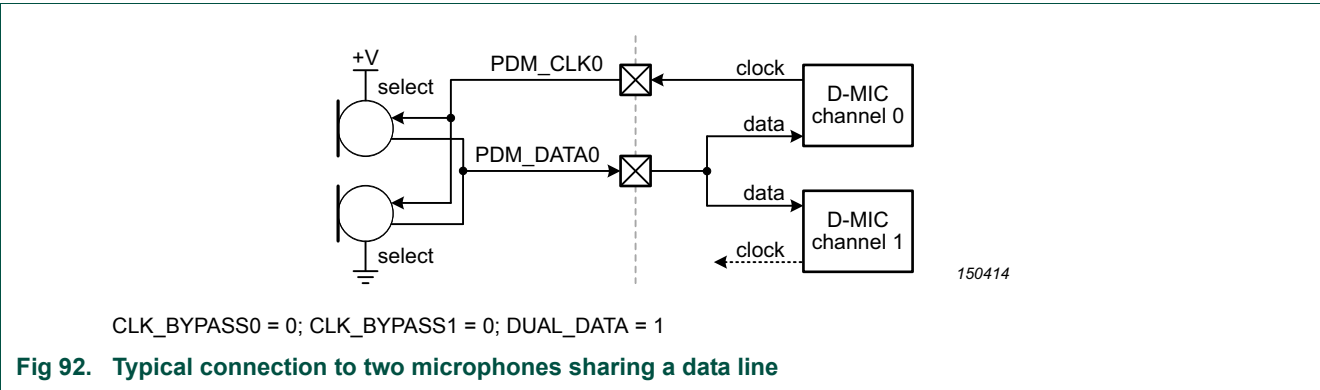 +V
select
PDM_CLK0
clock
D-MIC
channel 0
data
PDM_DATA0
data
D-MIC
channel 1
select
clock
150414
CLK_BYPASS0 = 0; CLK_BYPASS1 = 0; DUAL_DATA = 1
Fig 92. Typical connection to two microphones sharing a data line